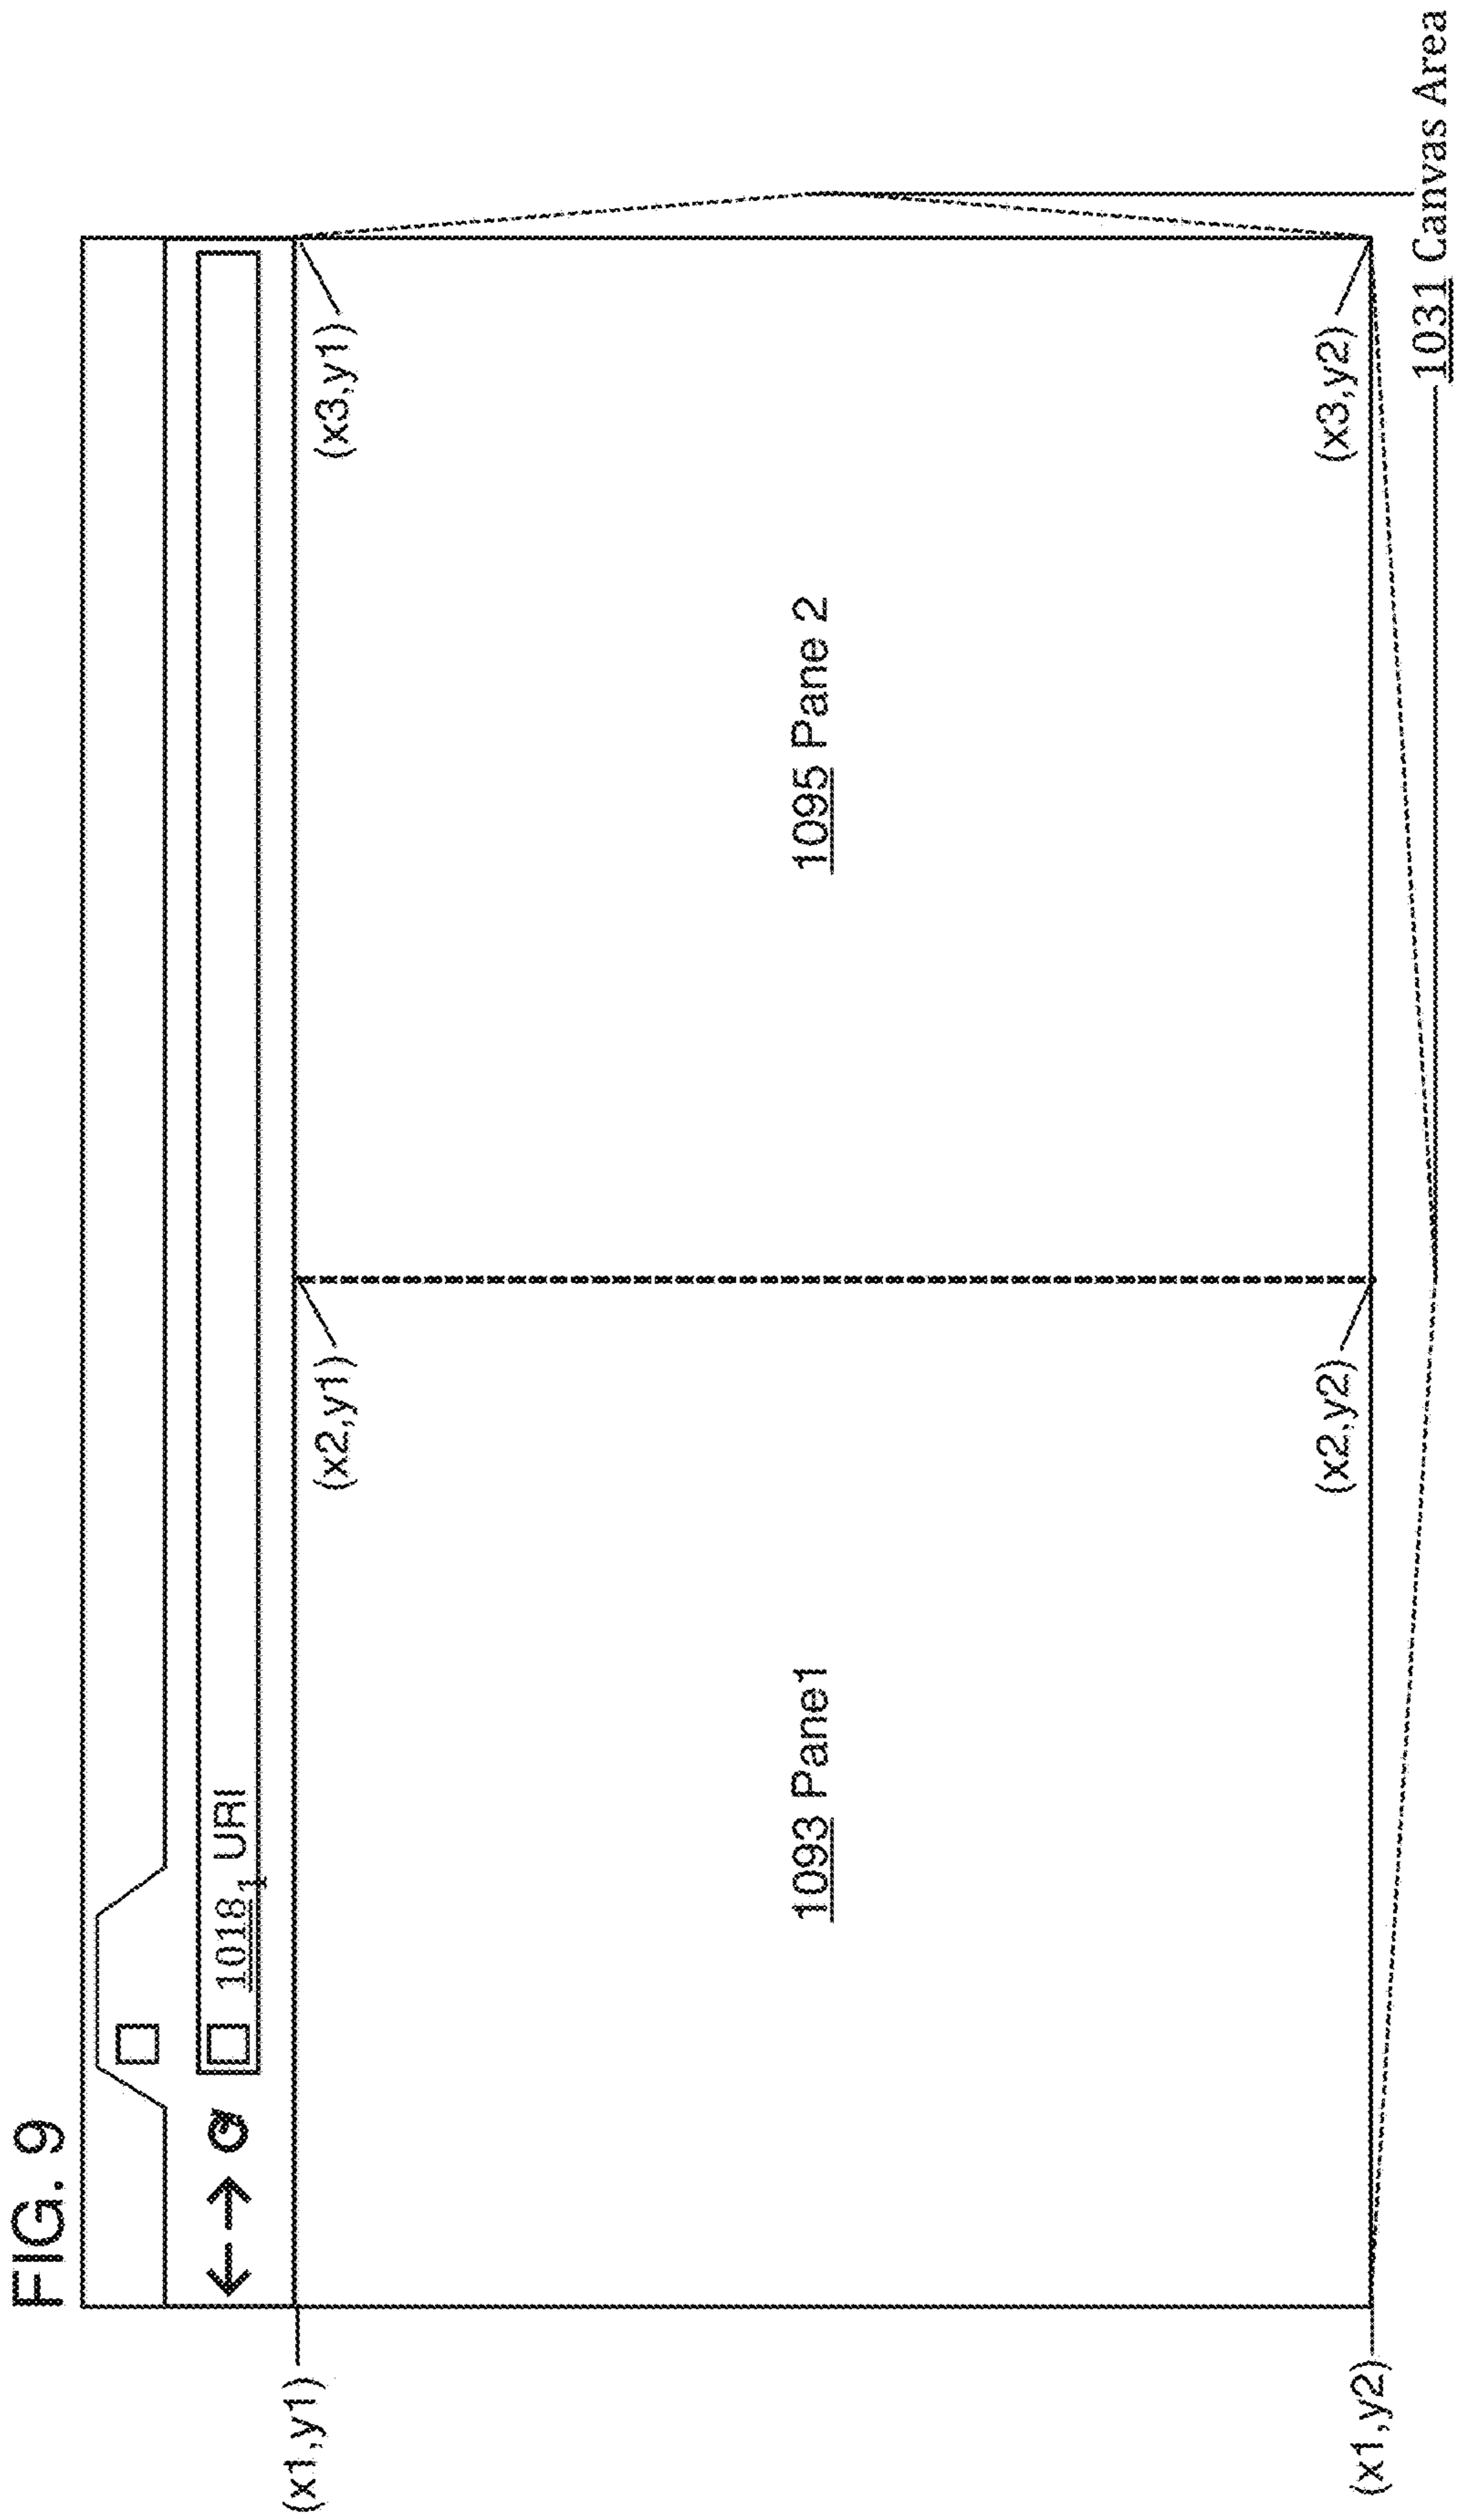 FIG. 9
1018₁ URI
(x1,y1)
(x2,y1)
(x3,y1)
1093 Pane1
1095 Pane 2
(x1,y2)
(x2,y2)
(x3,y2)
1031 Canvas Area